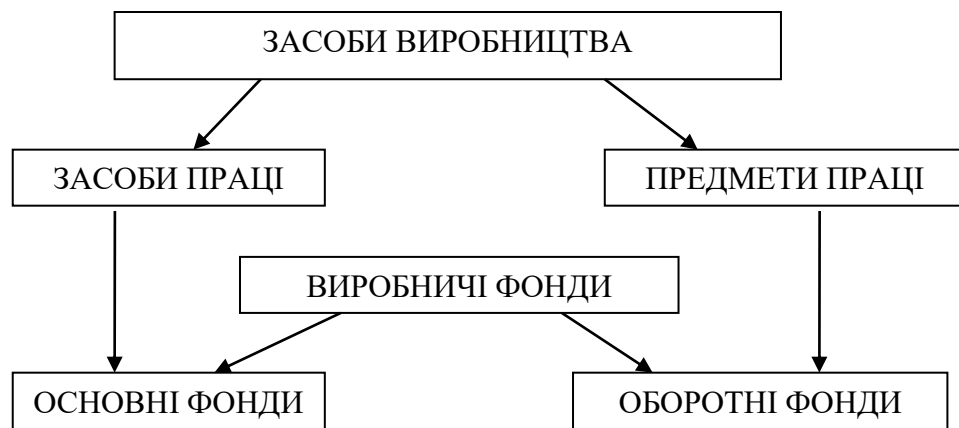 ЗАСОБИ ВИРОБНИЦТВА
ЗАСОБИ ПРАЦІ
ПРЕДМЕТИ ПРАЦІ
ВИРОБНИЧІ ФОНДИ
ОСНОВНІ ФОНДИ
ОБОРОТНІ ФОНДИ